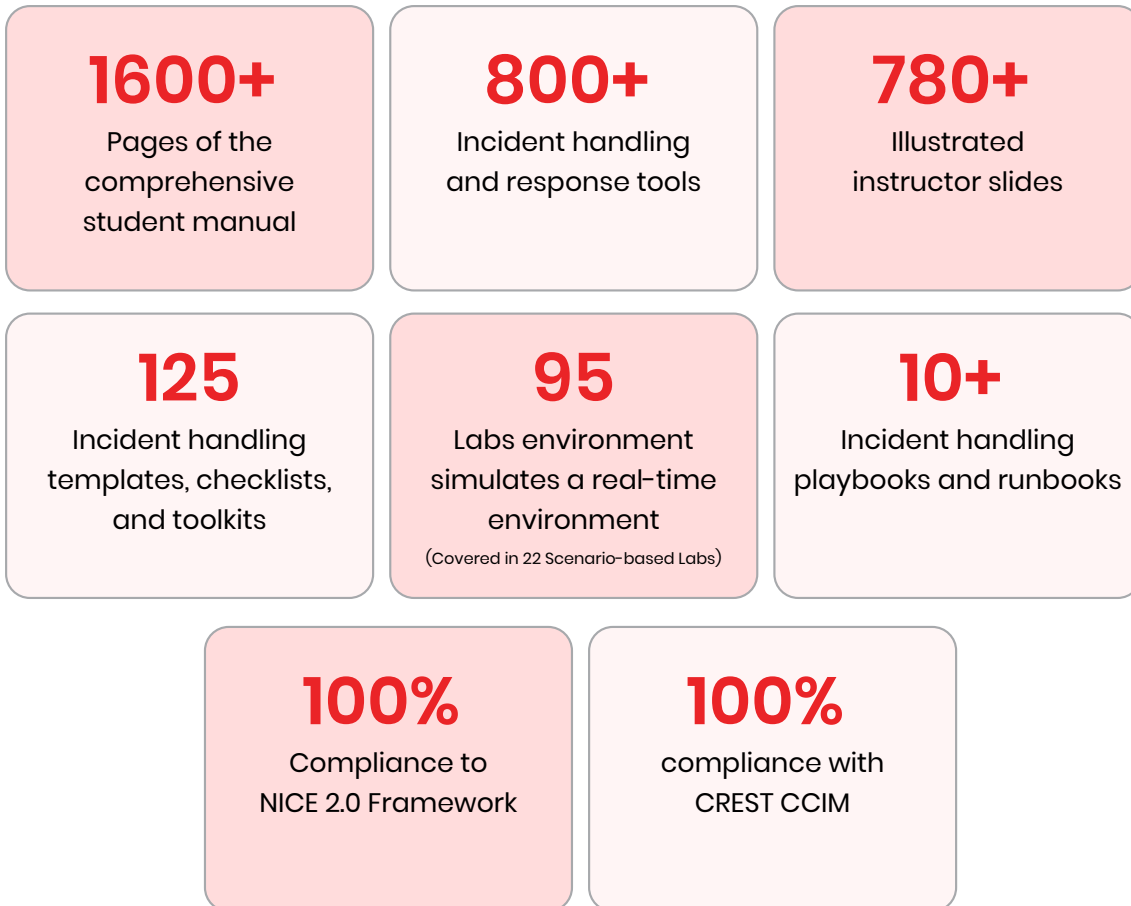 1600+
Pages of the
comprehensive
student manual
800+
Incident handling
and response tools
780+
Illustrated
instructor slides
125
Incident handling
templates, checklists,
and toolkits
95
Labs environment
simulates a real-time
environment
(Covered in 22 Scenario-based Labs)
10+
Incident handling
playbooks and runbooks
100%
Compliance to
NICE 2.0 Framework
100%
compliance with
CREST CCIM